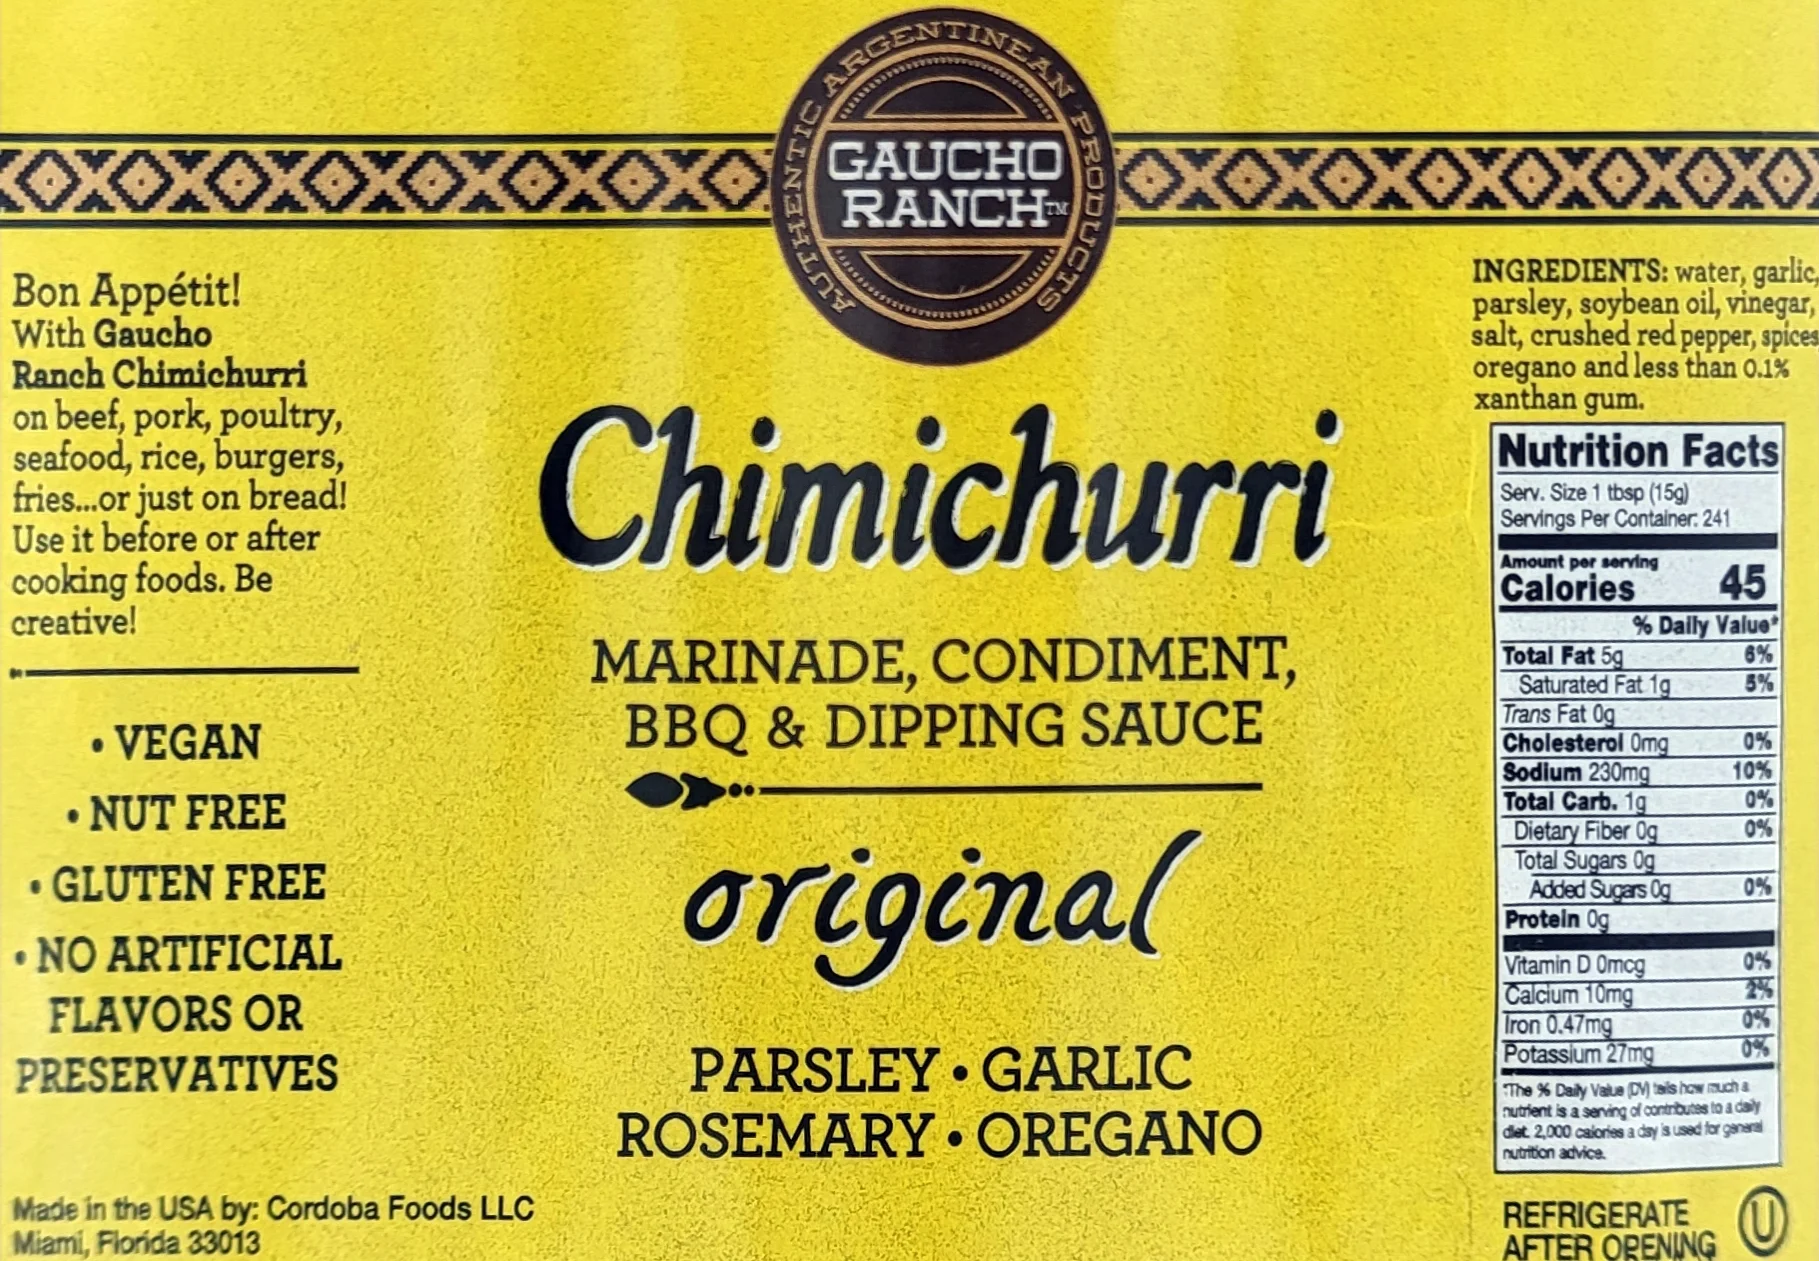 AUTHENTIC ARGENTINEAN PRODUCTS
GAUCHO
RANCH™
Bon Appétit!
With Gaucho
Ranch Chimichurri
on beef, pork, poultry,
seafood, rice, burgers,
fries...or just on bread!
Use it before or after
cooking foods. Be
creative!
• VEGAN
• NUT FREE
• GLUTEN FREE
• NO ARTIFICIAL
FLAVORS OR
PRESERVATIVES
Made in the USA by: Cordoba Foods LLC
Miami, Florida 33013
Chimichurri
MARINADE, CONDIMENT,
BBQ & DIPPING SAUCE
original
PARSLEY • GARLIC
ROSEMARY • OREGANO
INGREDIENTS: water, garlic,
parsley, soybean oil, vinegar,
salt, crushed red pepper, spices
oregano and less than 0.1%
xanthan gum.
Nutrition Facts
Serv. Size 1 tbsp (15g)
Servings Per Container: 241
Amount per serving
Calories 45
% Daily Value*
Total Fat 5g 6%
Saturated Fat 1g 5%
Trans Fat 0g
Cholesterol 0mg 0%
Sodium 230mg 10%
Total Carb. 1g 0%
Dietary Fiber 0g 0%
Total Sugars 0g
Added Sugars 0g 0%
Protein 0g
Vitamin D 0mcg 0%
Calcium 10mg 2%
Iron 0.47mg 0%
Potassium 27mg 0%
*The % Daily Value (DV) tells how much a
nutrient is a serving of contributes to a daily
diet. 2,000 calories a day is used for general
nutrition advice.
REFRIGERATE
AFTER OPENING
U